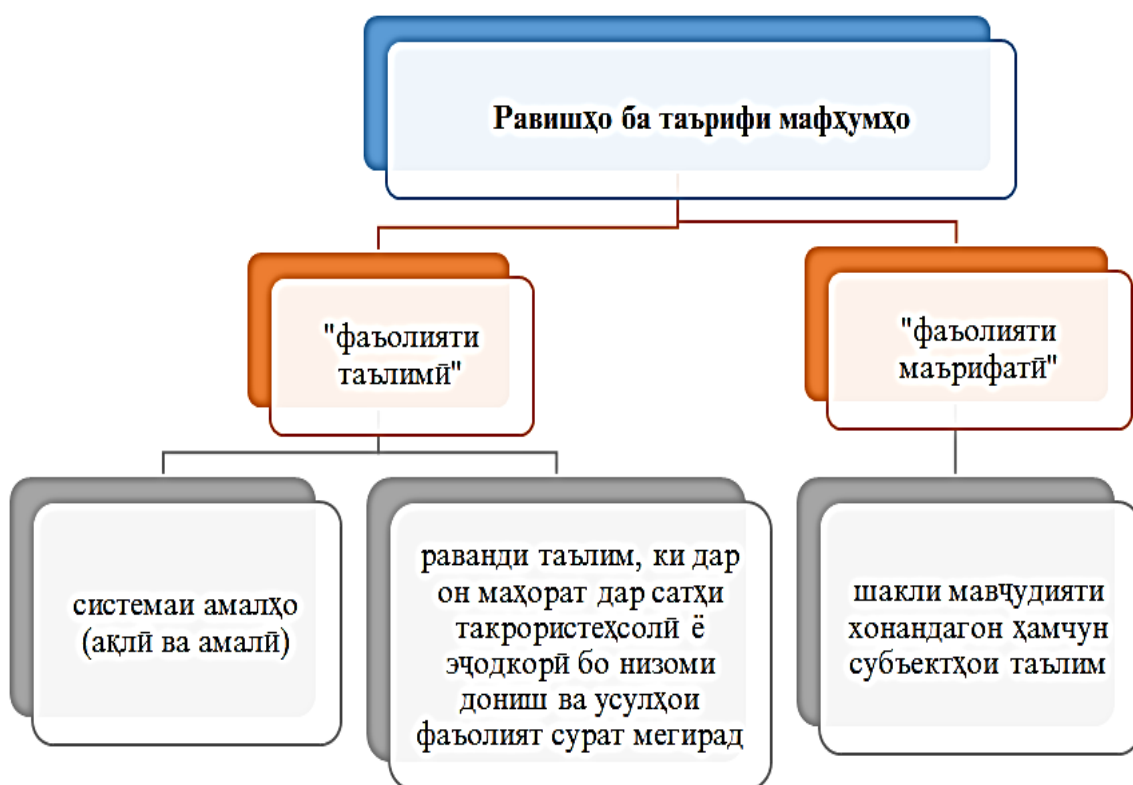 Равишҳо ба таърифи мафҳумҳо
"фаъолияти
таълимӣ"
"фаъолияти
маърифатӣ"
системаи амалҳо
(ақлӣ ва амалӣ)
раванди таълим, ки дар
он маҳорат дар сатҳи
такрористеҳсолӣ ё
эҷодкорӣ бо низоми
дониш ва усулҳои
фаъолият сурат мегирад
шакли мавҷудияти
хонандагон ҳамчун
субъектҳои таълим